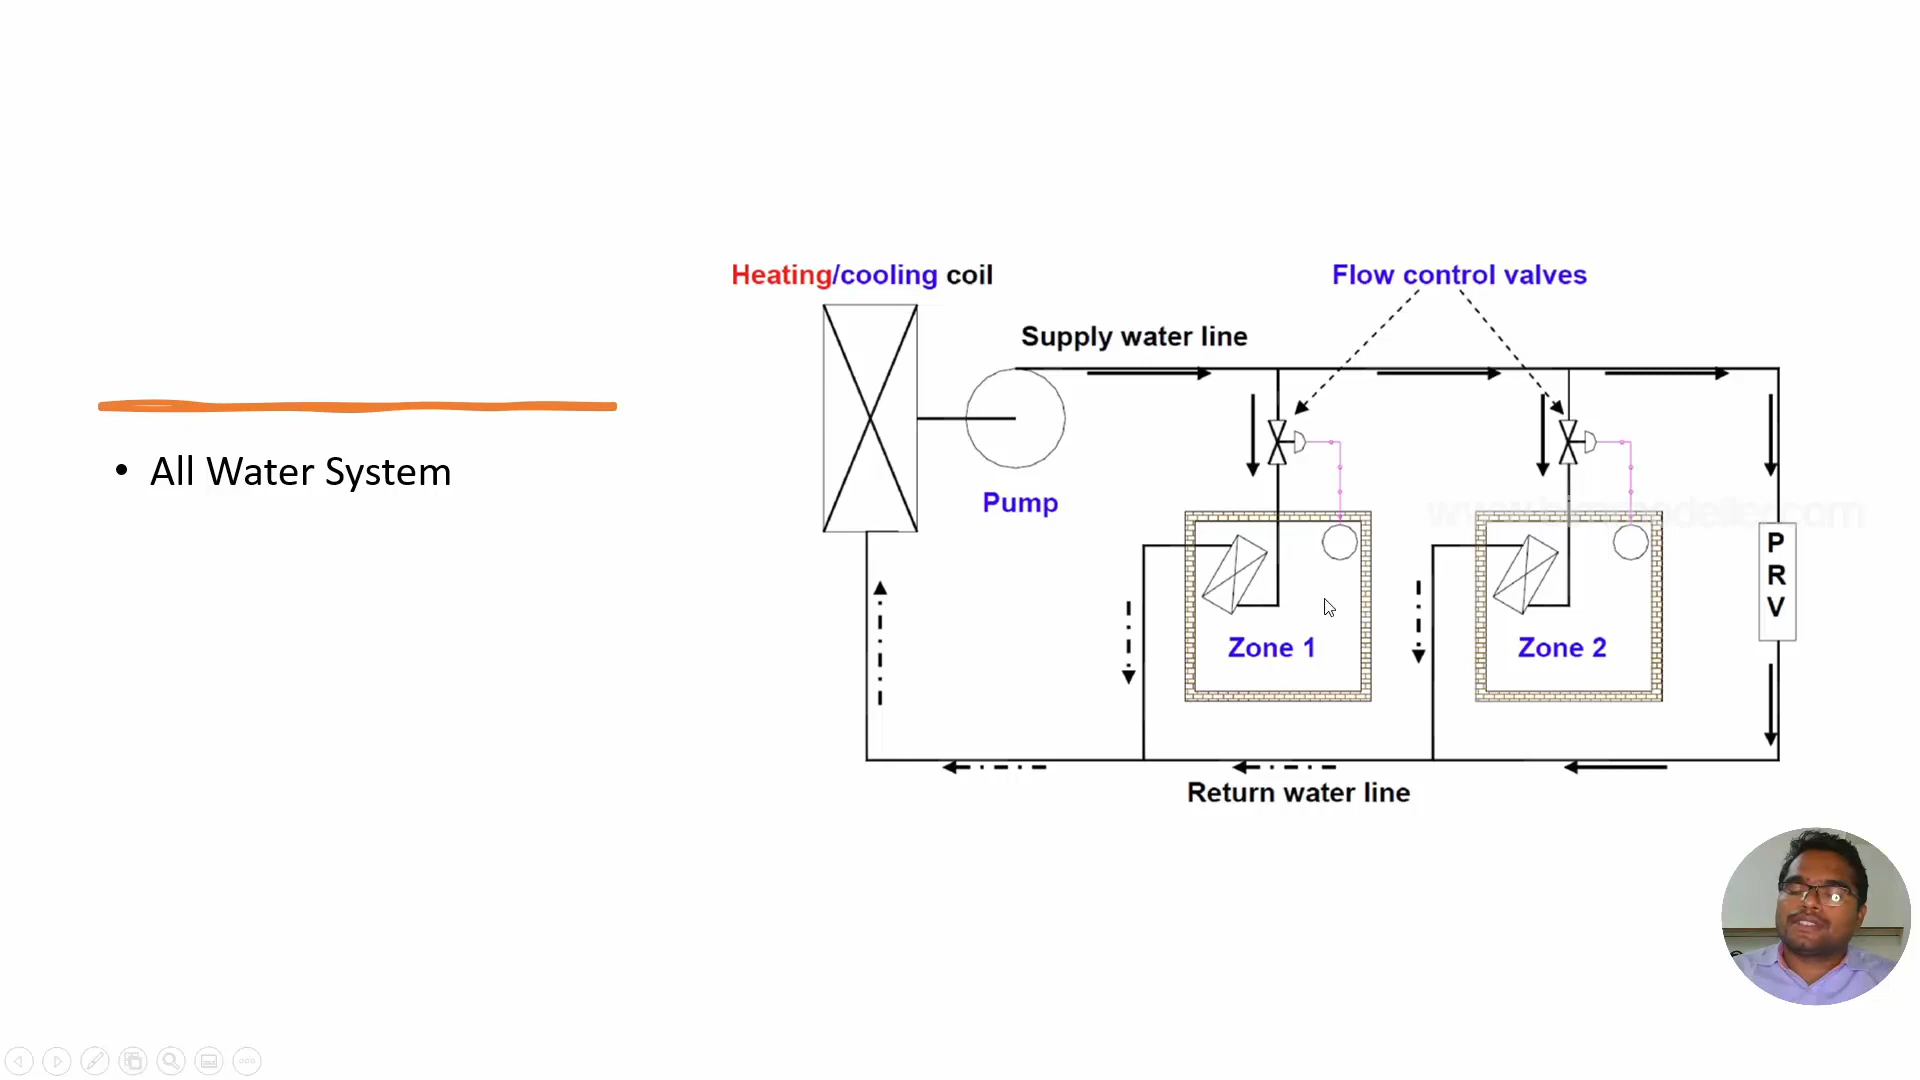 Heating/cooling coil
Flow control valves
Supply water line
• All Water System
Pump
P
R
V
Zone 1
Zone 2
Return water line